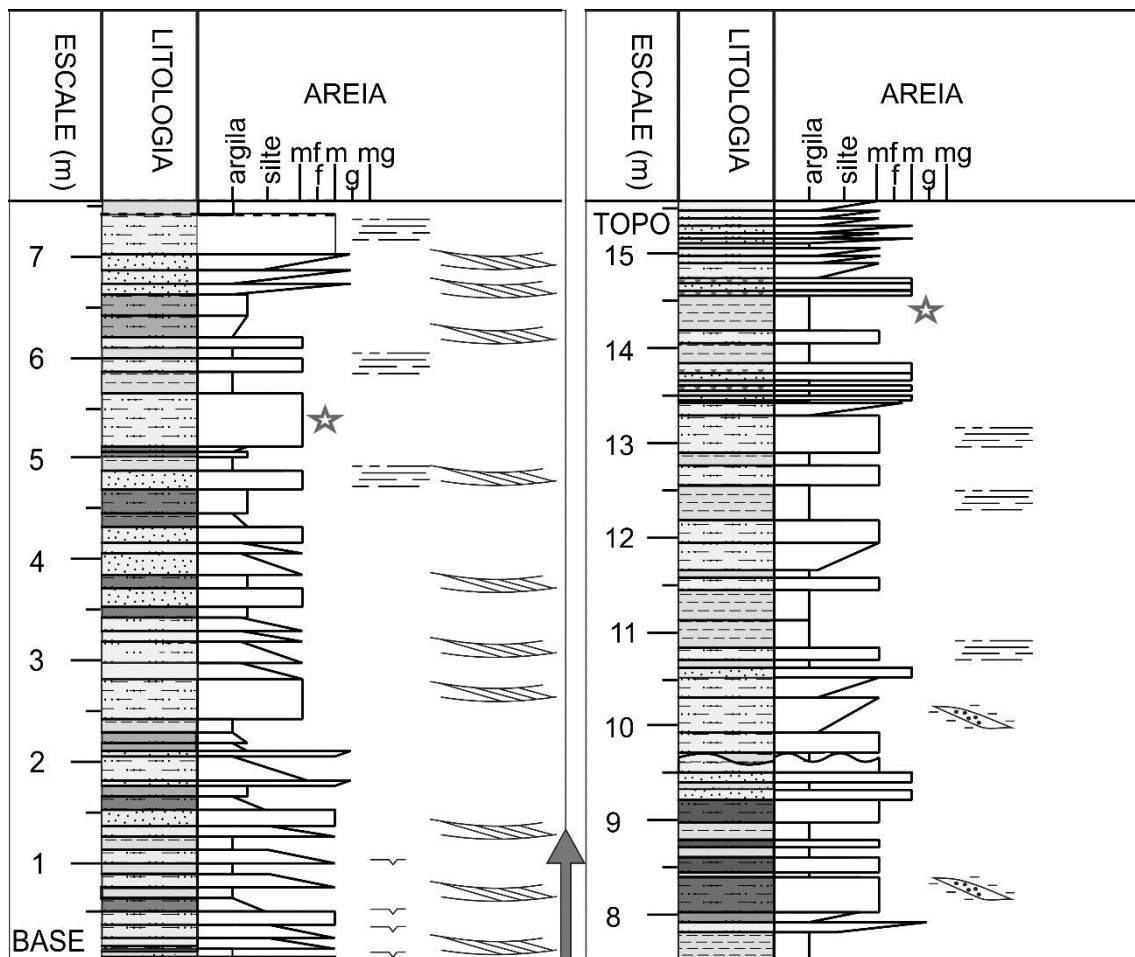 ESCALE (m)
LITOLOGIA
AREIA
argila
silte
mf
f
m
g
mg
7
6
5
4
3
2
1
BASE
ESCALE (m)
LITOLOGIA
AREIA
argila
silte
mf
f
m
g
mg
TOPO
15
14
13
12
11
10
9
8